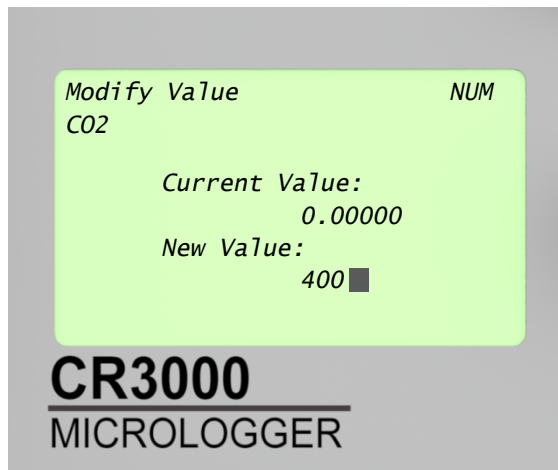 Modify Value NUM
CO2
Current Value:
0.00000
New Value:
400
CR3000
MICROLOGGER